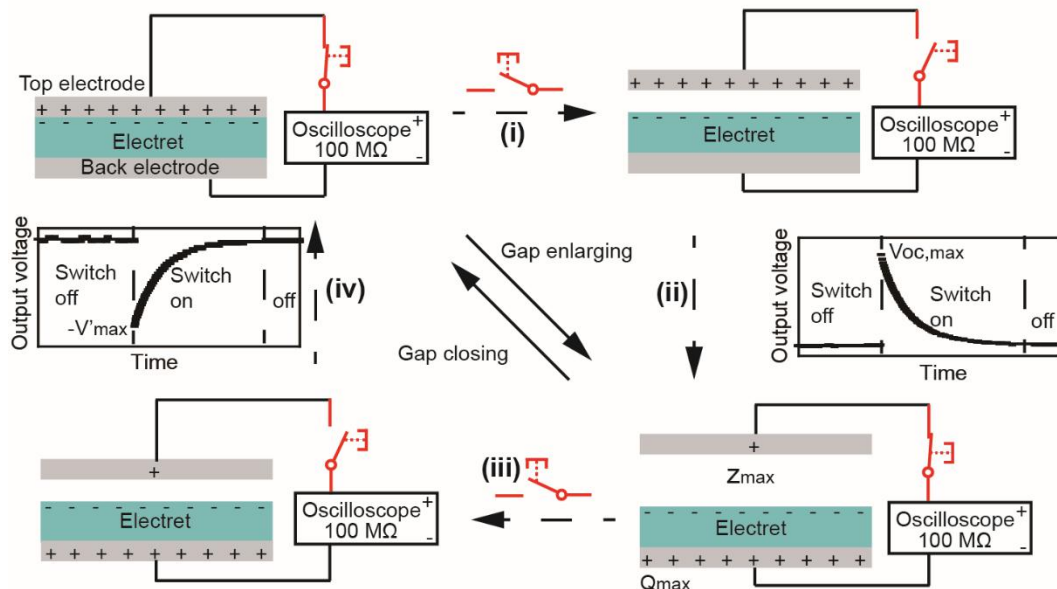 Top electrode
+ + + + + + + + + +
- - - - - - - - - -
Electret
Back electrode
Oscilloscope +
100 MΩ -
(i)
+ + + + + + + + + +
- - - - - - - -
Electret
Oscilloscope +
100 MΩ -
Output voltage
Switch off
Switch on
off
-V'max
Time
(iv)
Gap enlarging
Gap closing
(ii)
Output voltage
Voc,max
Switch off
Switch on
off
Time
+
- - - - - - - - -
Electret
+ + + + + + + + +
Oscilloscope +
100 MΩ -
(iii)
+
Zmax
- - - - - - - - -
Electret
+ + + + + + + + +
Qmax
Oscilloscope +
100 MΩ -